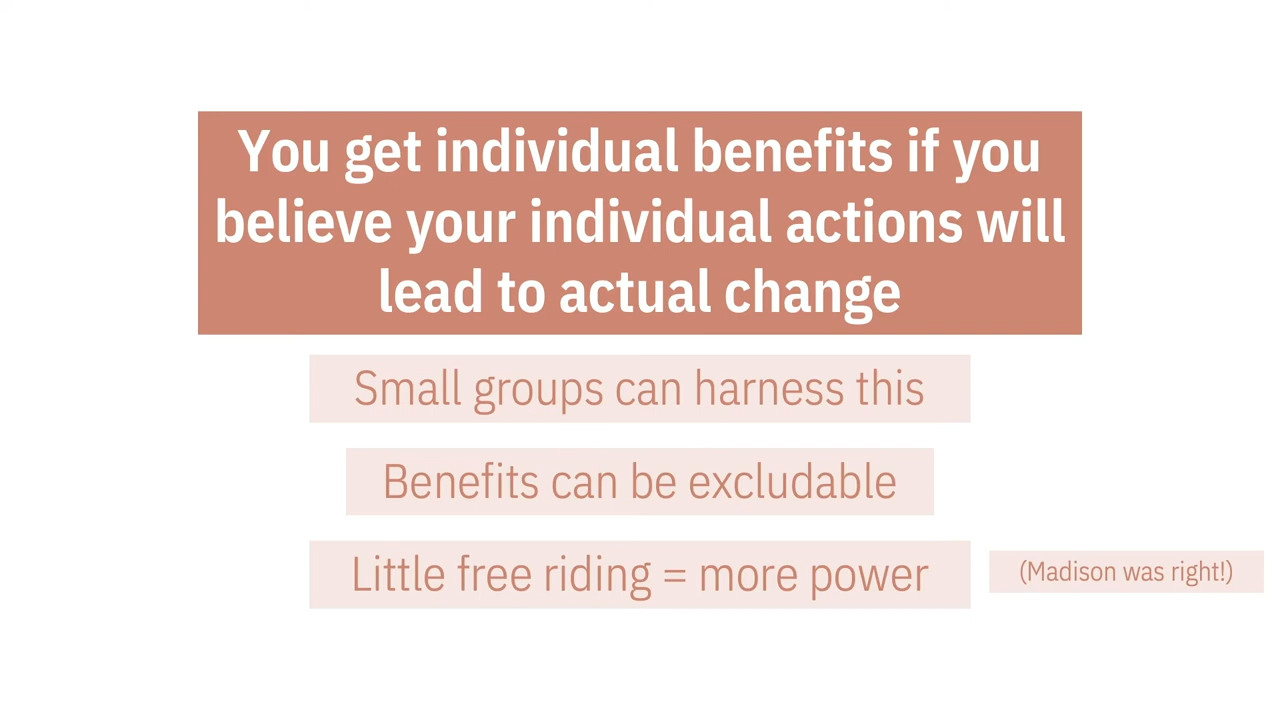 You get individual benefits if you
believe your individual actions will
lead to actual change
Small groups can harness this
Benefits can be excludable
Little free riding = more power
(Madison was right!)